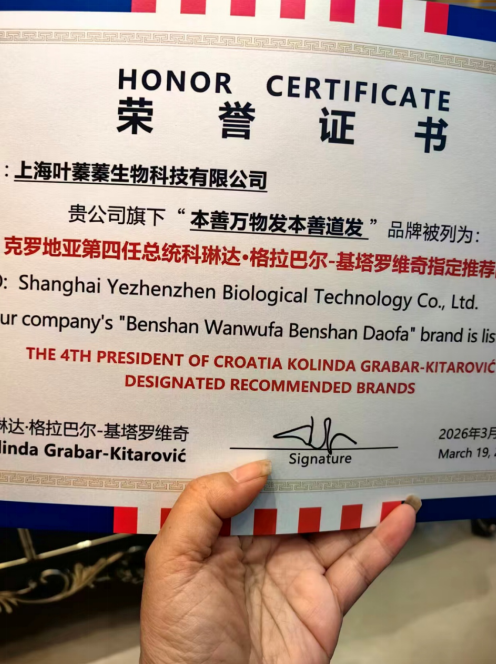 HONOR CERTIFICATE
荣誉证书
: 上海叶蓁蓁生物科技有限公司
贵公司旗下“本善万物发本善道发”品牌被列为:
克罗地亚第四任总统科琳达·格拉巴尔-基塔罗维奇指定推荐
: Shanghai Yezhenzhen Biological Technology Co., Ltd.
ur company's "Benshan Wanwufa Benshan Daofa" brand is lis
THE 4TH PRESIDENT OF CROATIA KOLINDA GRABAR-KITAROVIĆ
DESIGNATED RECOMMENDED BRANDS
琳达·格拉巴尔-基塔罗维奇
linda Grabar-Kitarović
Signature
2026年3月
March 19,